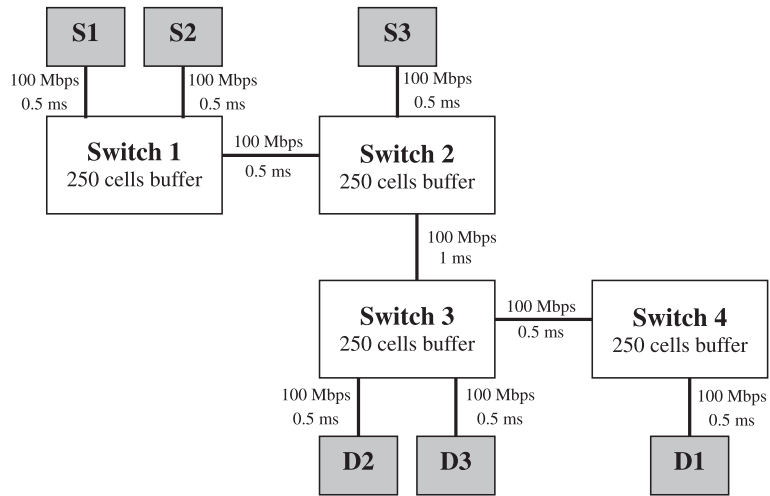 S1
S2
S3
100 Mbps
0.5 ms
100 Mbps
0.5 ms
100 Mbps
0.5 ms
Switch 1
250 cells buffer
100 Mbps
0.5 ms
Switch 2
250 cells buffer
100 Mbps
1 ms
Switch 3
250 cells buffer
100 Mbps
0.5 ms
Switch 4
250 cells buffer
100 Mbps
0.5 ms
100 Mbps
0.5 ms
100 Mbps
0.5 ms
D2
D3
D1